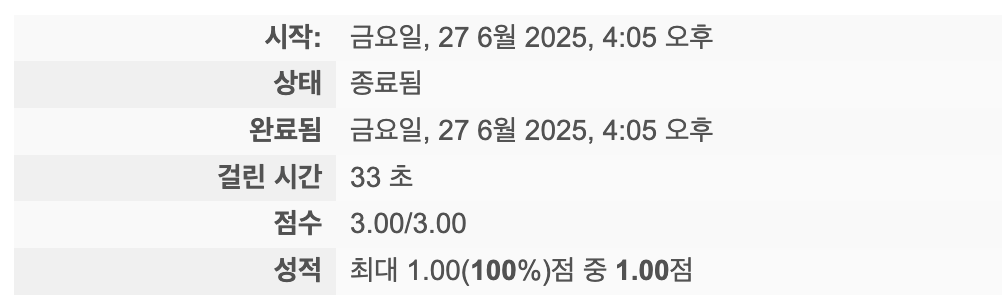 시작: 금요일, 27 6월 2025, 4:05 오후
상태 종료됨
완료됨 금요일, 27 6월 2025, 4:05 오후
걸린 시간 33 초
점수 3.00/3.00
성적 최대 1.00(100%)점 중 1.00점